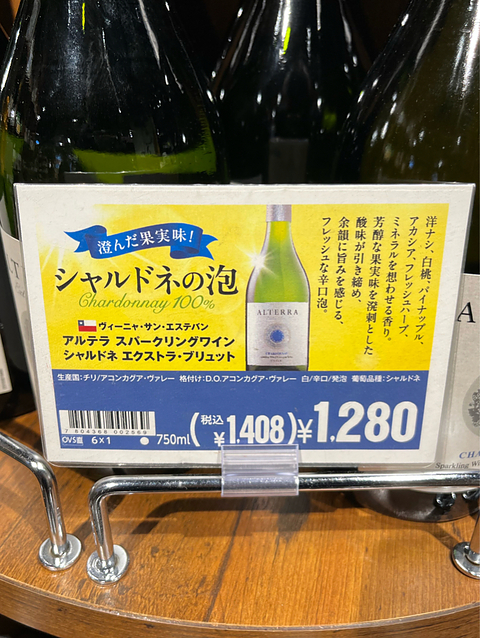 澄んだ果実味!
シャルドネの泡
Chardonnay 100%
ヴィーニャ・サン・エステバン
アルテラ スパークリングワイン
シャルドネ エクストラ・ブリュット
ALTERRA
洋ナシ、白桃、パイナップル、
アカシア、フレッシュハーブ、
ミネラルを想わせる香り。
芳醇な果実味を溌剌とした
酸味が引き締め、
余韻に旨みを感じる、
フレッシュな辛口泡。
生産国:チリ/アコンカグア・ヴァレー 格付け:D.O.アコンカグア・ヴァレー 白/辛口/発泡 葡萄品種:シャルドネ
7 804368 002569
6×1
750ml
(税込 ¥1,408) ¥1,280
A
CHA
Sparkling Wi